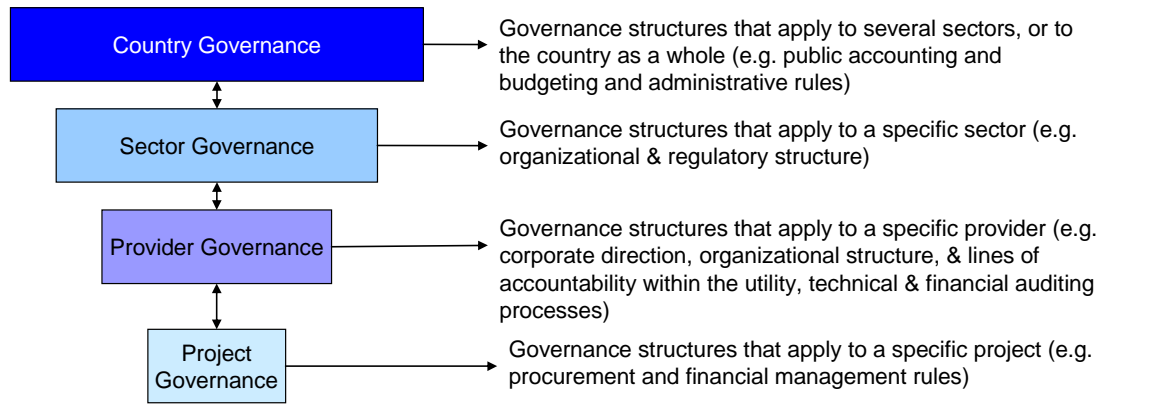 Country Governance
Governance structures that apply to several sectors, or to
the country as a whole (e.g. public accounting and
budgeting and administrative rules)
Sector Governance
Governance structures that apply to a specific sector (e.g.
organizational & regulatory structure)
Provider Governance
Governance structures that apply to a specific provider (e.g.
corporate direction, organizational structure, & lines of
accountability within the utility, technical & financial auditing
processes)
Project
Governance
Governance structures that apply to a specific project (e.g.
procurement and financial management rules)